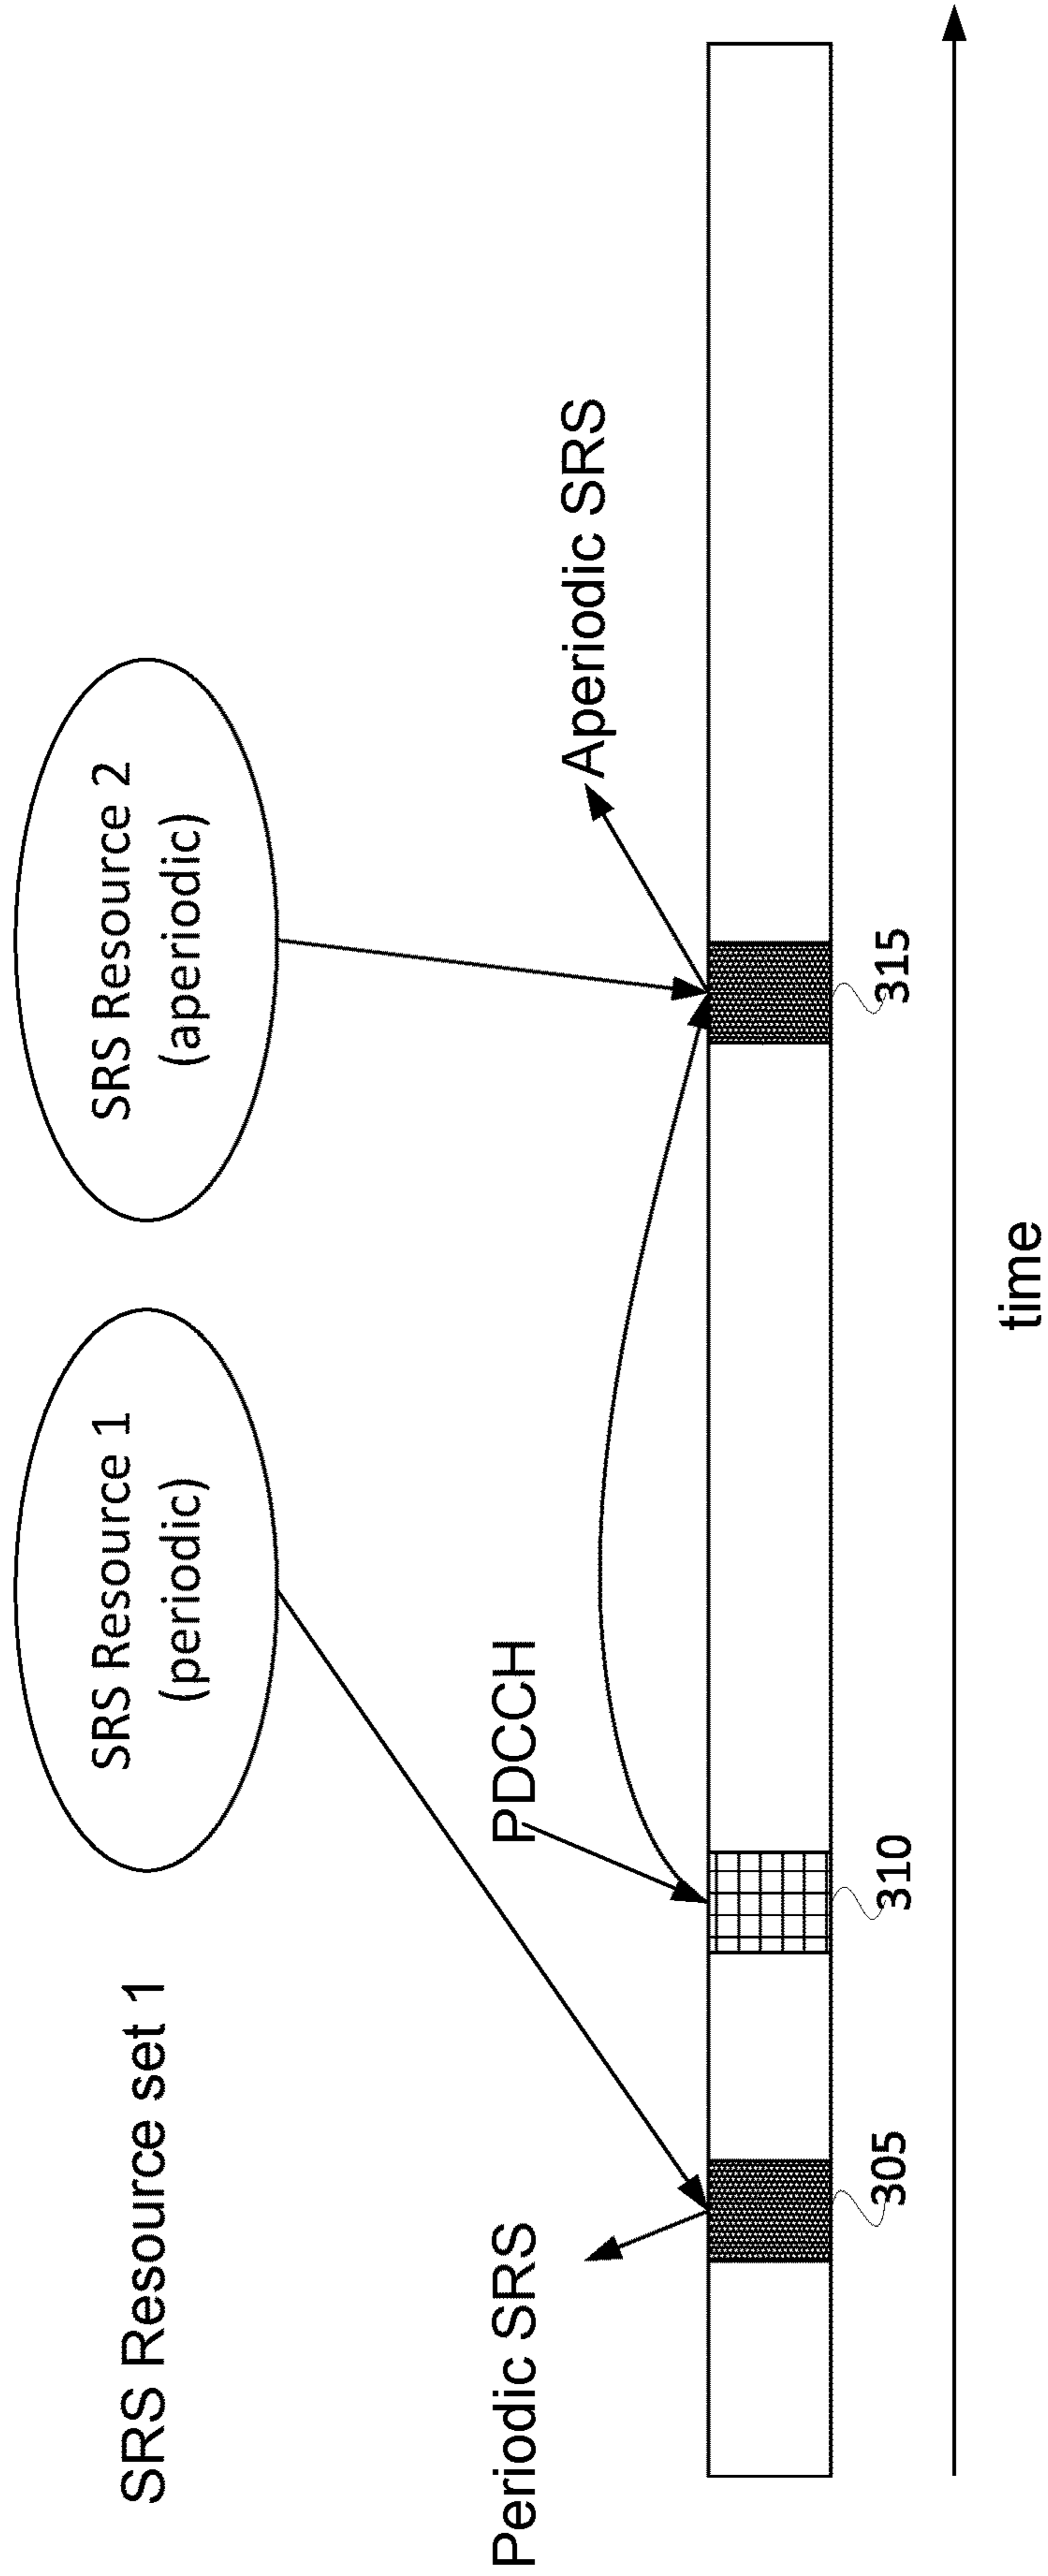 SRS Resource set 1
SRS Resource 1
(periodic)
SRS Resource 2
(aperiodic)
Periodic SRS
PDCCH
Aperiodic SRS
305
310
315
time